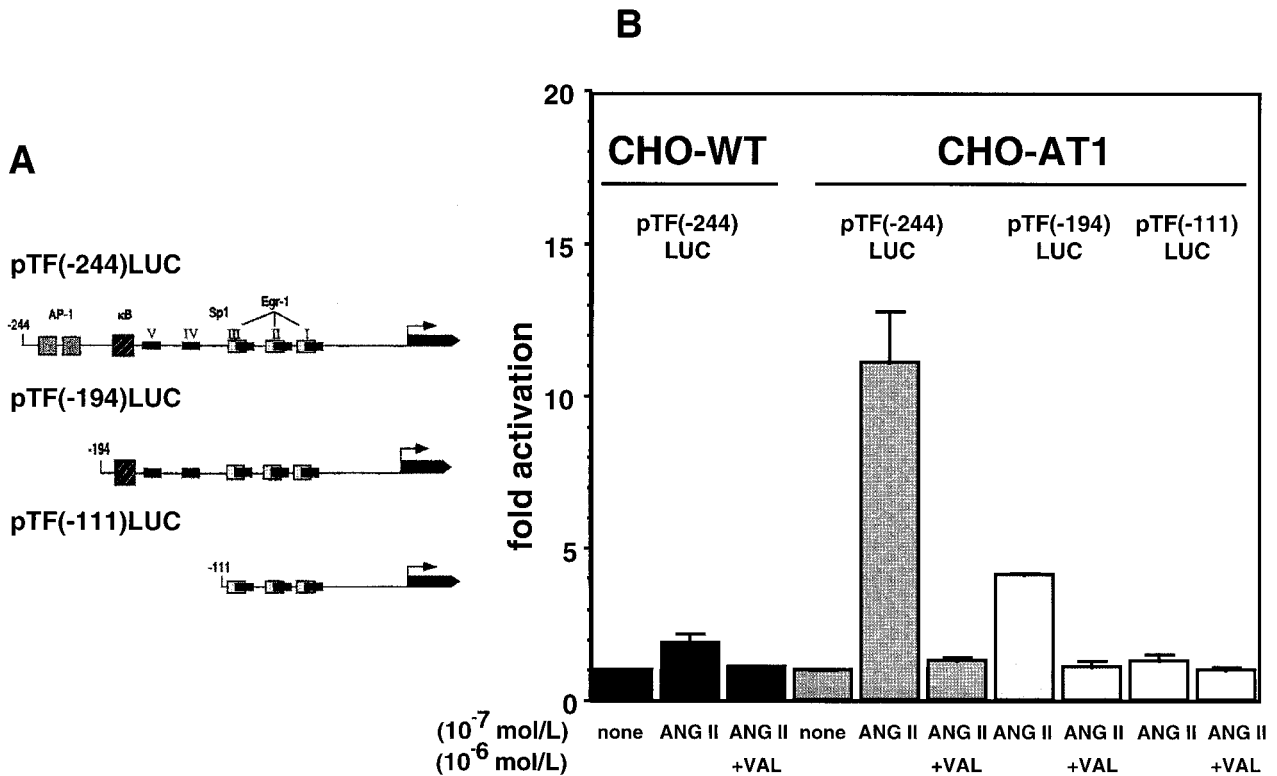 A
pTF(-244)LUC
-244
AP-1
κB
V
IV
Sp1
III
Egr-1
II
I
pTF(-194)LUC
-194
pTF(-111)LUC
-111
B
20
15
10
5
0
fold activation
CHO-WT
CHO-AT1
pTF(-244) LUC
pTF(-244) LUC
pTF(-194) LUC
pTF(-111) LUC
(10⁻⁷ mol/L) none ANG II ANG II none ANG II ANG II ANG II ANG II ANG II ANG II
(10⁻⁶ mol/L) +VAL +VAL +VAL +VAL